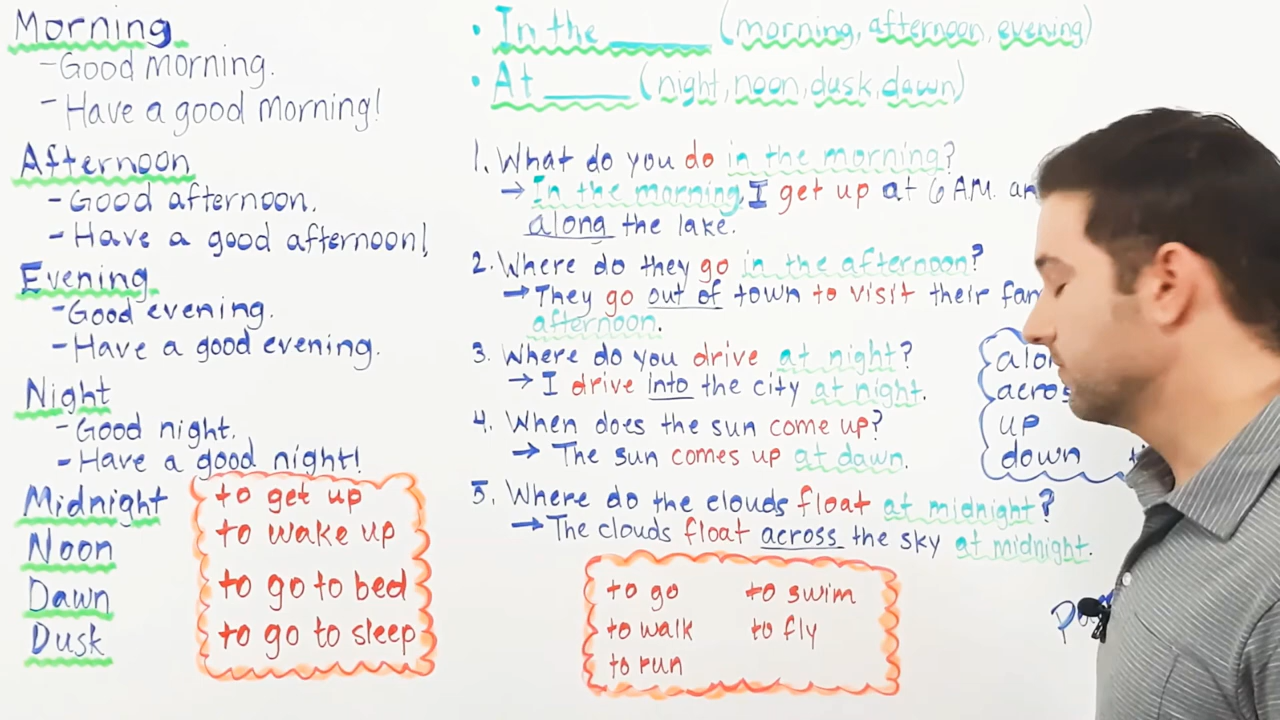 Morning
- Good morning.
- Have a good morning!
Afternoon
- Good afternoon.
- Have a good afternoon!
Evening
- Good evening.
- Have a good evening.
Night
- Good night.
- Have a good night!
Midnight
Noon
Dawn
Dusk
to get up
to wake up
to go to bed
to go to sleep
• In the ______ (morning, afternoon, evening)
• At _____ (night, noon, dusk, dawn)
1. What do you do in the morning?
→ In the morning, I get up at 6 A.M.
along the lake.
2. Where do they go in the afternoon?
→ They go out of town to visit their
afternoon.
3. Where do you drive at night?
→ I drive into the city at night.
4. When does the sun come up?
→ The sun comes up at dawn.
5. Where do the clouds float at midnight?
→ The clouds float across the sky at midnight.
up
down
to go to swim
to walk to fly
to run